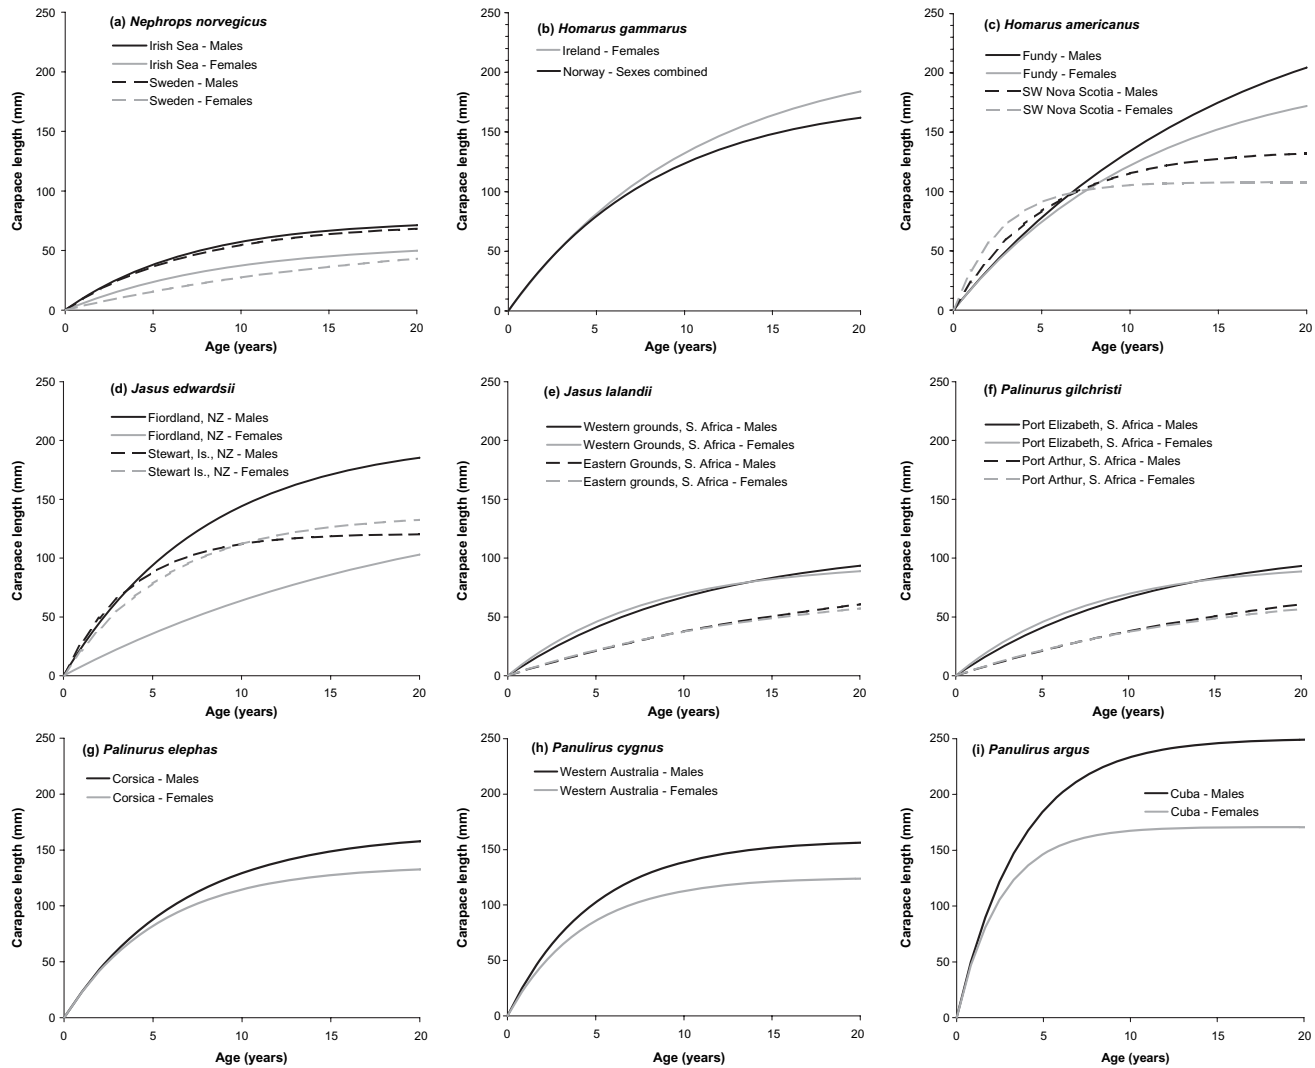 (a) Nephrops norvegicus
Irish Sea - Males
Irish Sea - Females
Sweden - Males
Sweden - Females
Carapace length (mm)
250
200
150
100
50
0
0 5 10 15 20
Age (years)
(b) Homarus gammarus
Ireland - Females
Norway - Sexes combined
Carapace length (mm)
250
200
150
100
50
0
0 5 10 15 20
Age (years)
(c) Homarus americanus
Fundy - Males
Fundy - Females
SW Nova Scotia - Males
SW Nova Scotia - Females
Carapace length (mm)
250
200
150
100
50
0
0 5 10 15 20
Age (years)
(d) Jasus edwardsii
Fiordland, NZ - Males
Fiordland, NZ - Females
Stewart, Is., NZ - Males
Stewart Is., NZ - Females
Carapace length (mm)
250
200
150
100
50
0
0 5 10 15 20
Age (years)
(e) Jasus lalandii
Western grounds, S. Africa - Males
Western Grounds, S. Africa - Females
Eastern Grounds, S. Africa - Males
Eastern grounds, S. Africa - Females
Carapace length (mm)
250
200
150
100
50
0
0 5 10 15 20
Age (years)
(f) Palinurus gilchristi
Port Elizabeth, S. Africa - Males
Port Elizabeth, S. Africa - Females
Port Arthur, S. Africa - Males
Port Arthur, S. Africa - Females
Carapace length (mm)
250
200
150
100
50
0
0 5 10 15 20
Age (years)
(g) Palinurus elephas
Corsica - Males
Corsica - Females
Carapace length (mm)
250
200
150
100
50
0
0 5 10 15 20
Age (years)
(h) Panulirus cygnus
Western Australia - Males
Western Australia - Females
Carapace length (mm)
250
200
150
100
50
0
0 5 10 15 20
Age (years)
(i) Panulirus argus
Cuba - Males
Cuba - Females
Carapace length (mm)
250
200
150
100
50
0
0 5 10 15 20
Age (years)